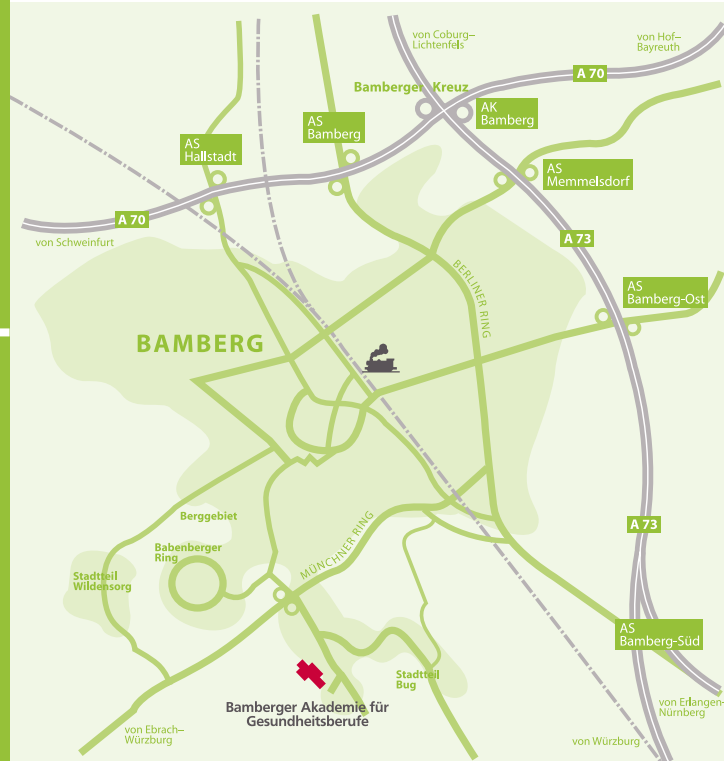 von Coburg–
Lichtenfels
von Hof–
Bayreuth
A 70
Bamberger Kreuz
AK
Bamberg
AS
Bamberg
AS
Hallstadt
AS
Memmelsdorf
A 70
von Schweinfurt
A 73
BERLINER RING
AS
Bamberg-Ost
BAMBERG
Berggebiet
A 73
MÜNCHNER RING
Babenberger
Ring
Stadtteil
Wildensorg
AS
Bamberg-Süd
Stadtteil
Bug
Bamberger Akademie für
Gesundheitsberufe
von Erlangen–
Nürnberg
von Ebrach–
Würzburg
von Würzburg